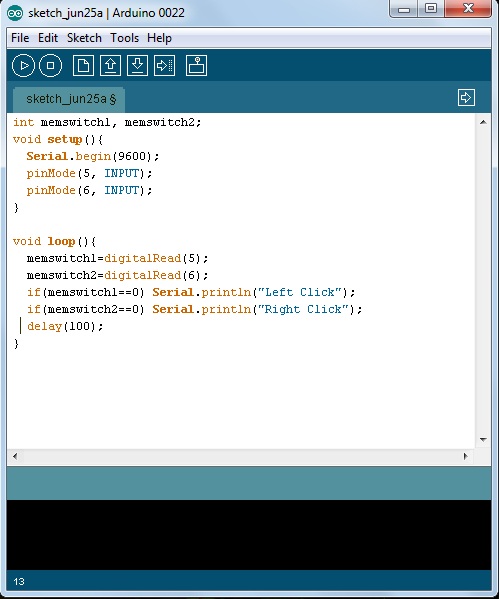 sketch_jun25a | Arduino 0022
File Edit Sketch Tools Help
sketch_jun25a §
int memswitch1, memswitch2;
void setup(){
  Serial.begin(9600);
  pinMode(5, INPUT);
  pinMode(6, INPUT);
}
void loop(){
  memswitch1=digitalRead(5);
  memswitch2=digitalRead(6);
  if(memswitch1==0) Serial.println("Left Click");
  if(memswitch2==0) Serial.println("Right Click");
  delay(100);
}
13